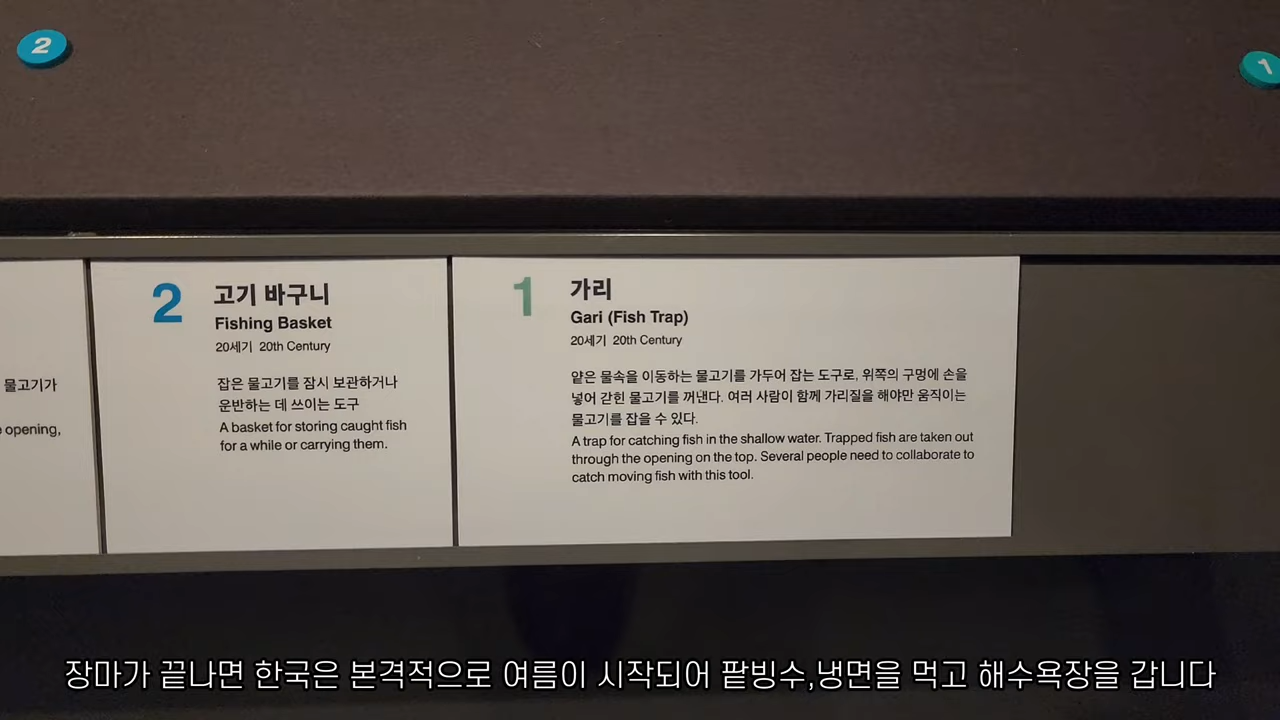 2
1
물고기가
opening,
2
고기 바구니
Fishing Basket
20세기 20th Century
잡은 물고기를 잠시 보관하거나
운반하는 데 쓰이는 도구
A basket for storing caught fish
for a while or carrying them.
1
가리
Gari (Fish Trap)
20세기 20th Century
얕은 물속을 이동하는 물고기를 가두어 잡는 도구로, 위쪽의 구멍에 손을
넣어 갇힌 물고기를 꺼낸다. 여러 사람이 함께 가리질을 해야만 움직이는
물고기를 잡을 수 있다.
A trap for catching fish in the shallow water. Trapped fish are taken out
through the opening on the top. Several people need to collaborate to
catch moving fish with this tool.
장마가 끝나면 한국은 본격적으로 여름이 시작되어 팥빙수,냉면을 먹고 해수욕장을 갑니다